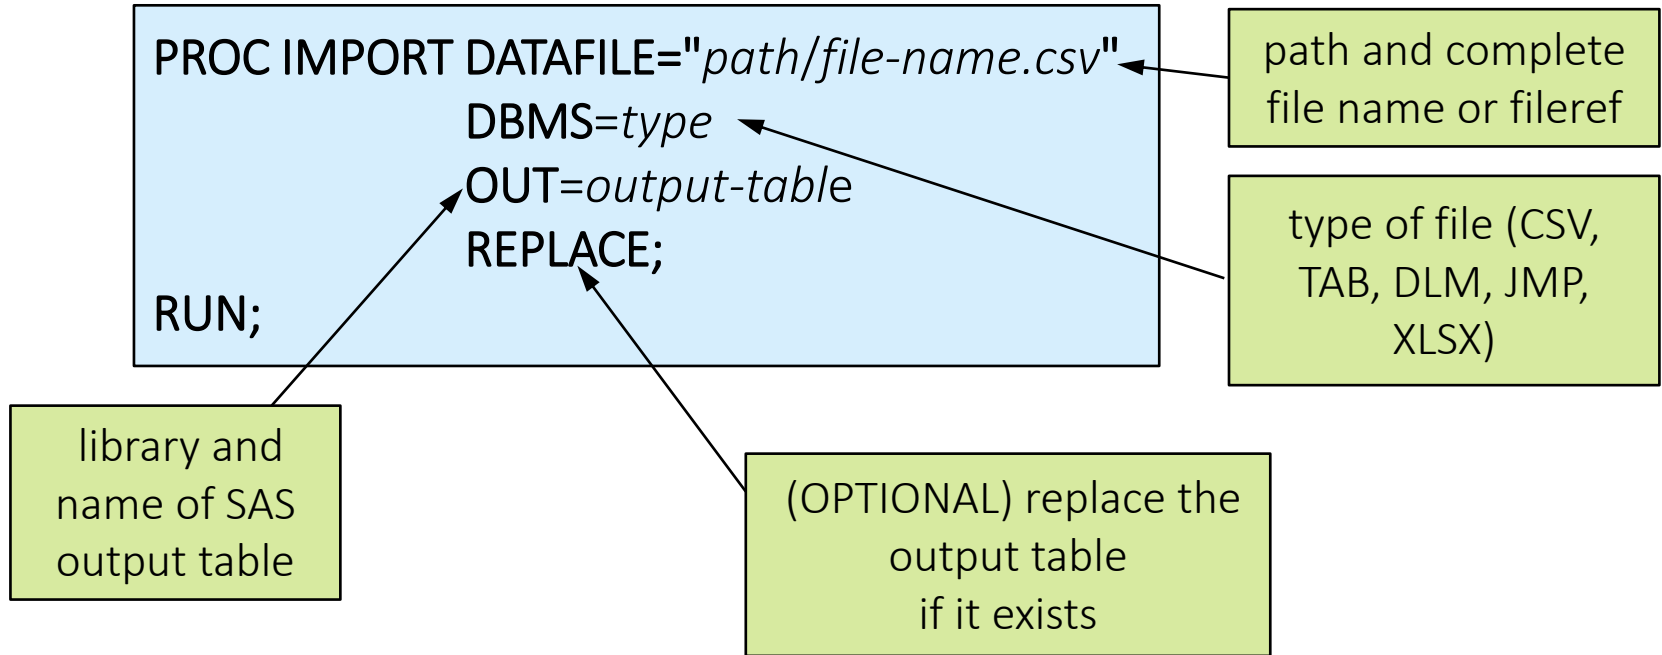 PROC IMPORT DATAFILE="path/file-name.csv"
DBMS=type
OUT=output-table
REPLACE;
RUN;
path and complete
file name or fileref
type of file (CSV,
TAB, DLM, JMP,
XLSX)
library and
name of SAS
output table
(OPTIONAL) replace the
output table
if it exists